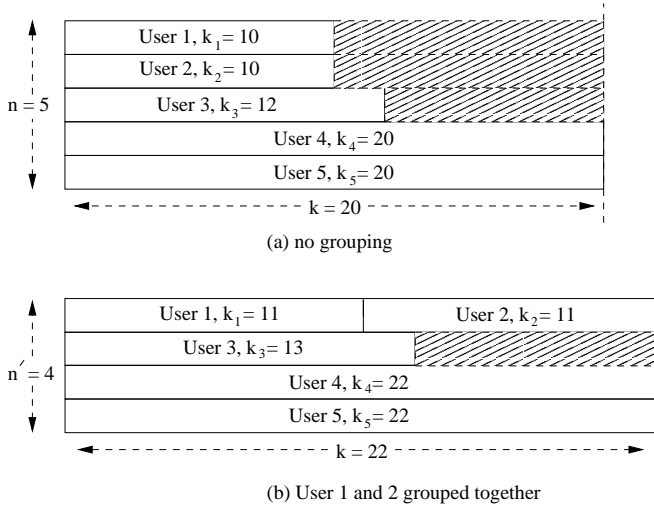 User 1, k₁= 10
User 2, k₂= 10
n = 5
User 3, k₃= 12
User 4, k₄= 20
User 5, k₅= 20
k = 20
(a) no grouping
User 1, k₁= 11 User 2, k₂= 11
User 3, k₃= 13
n′= 4
User 4, k₄= 22
User 5, k₅= 22
k = 22
(b) User 1 and 2 grouped together